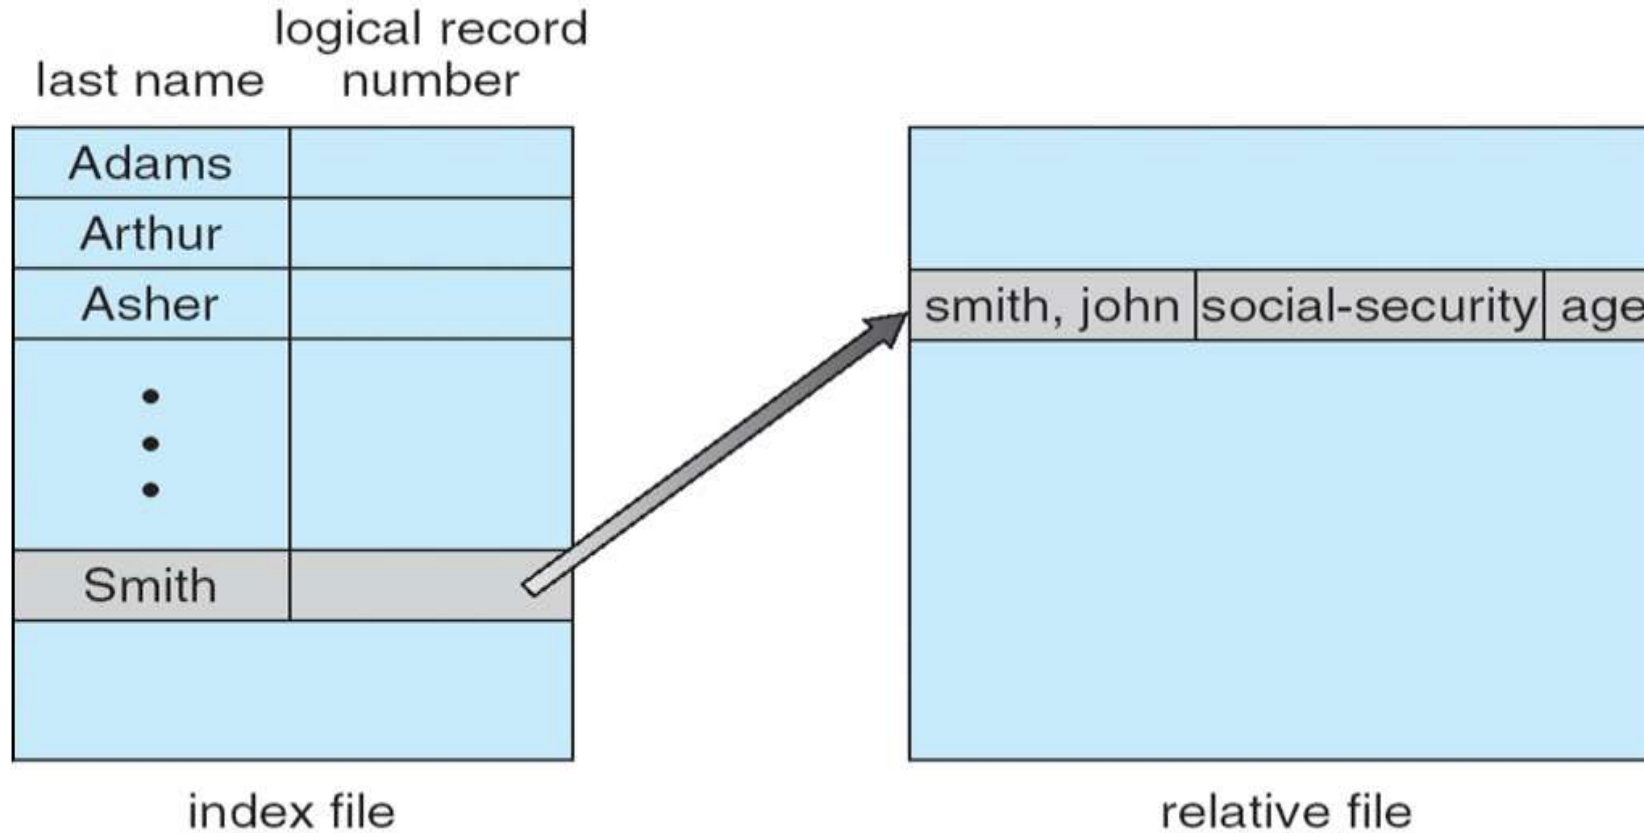 logical record
last name number
Adams
Arthur
Asher
Smith
smith, john social-security age
index file relative file